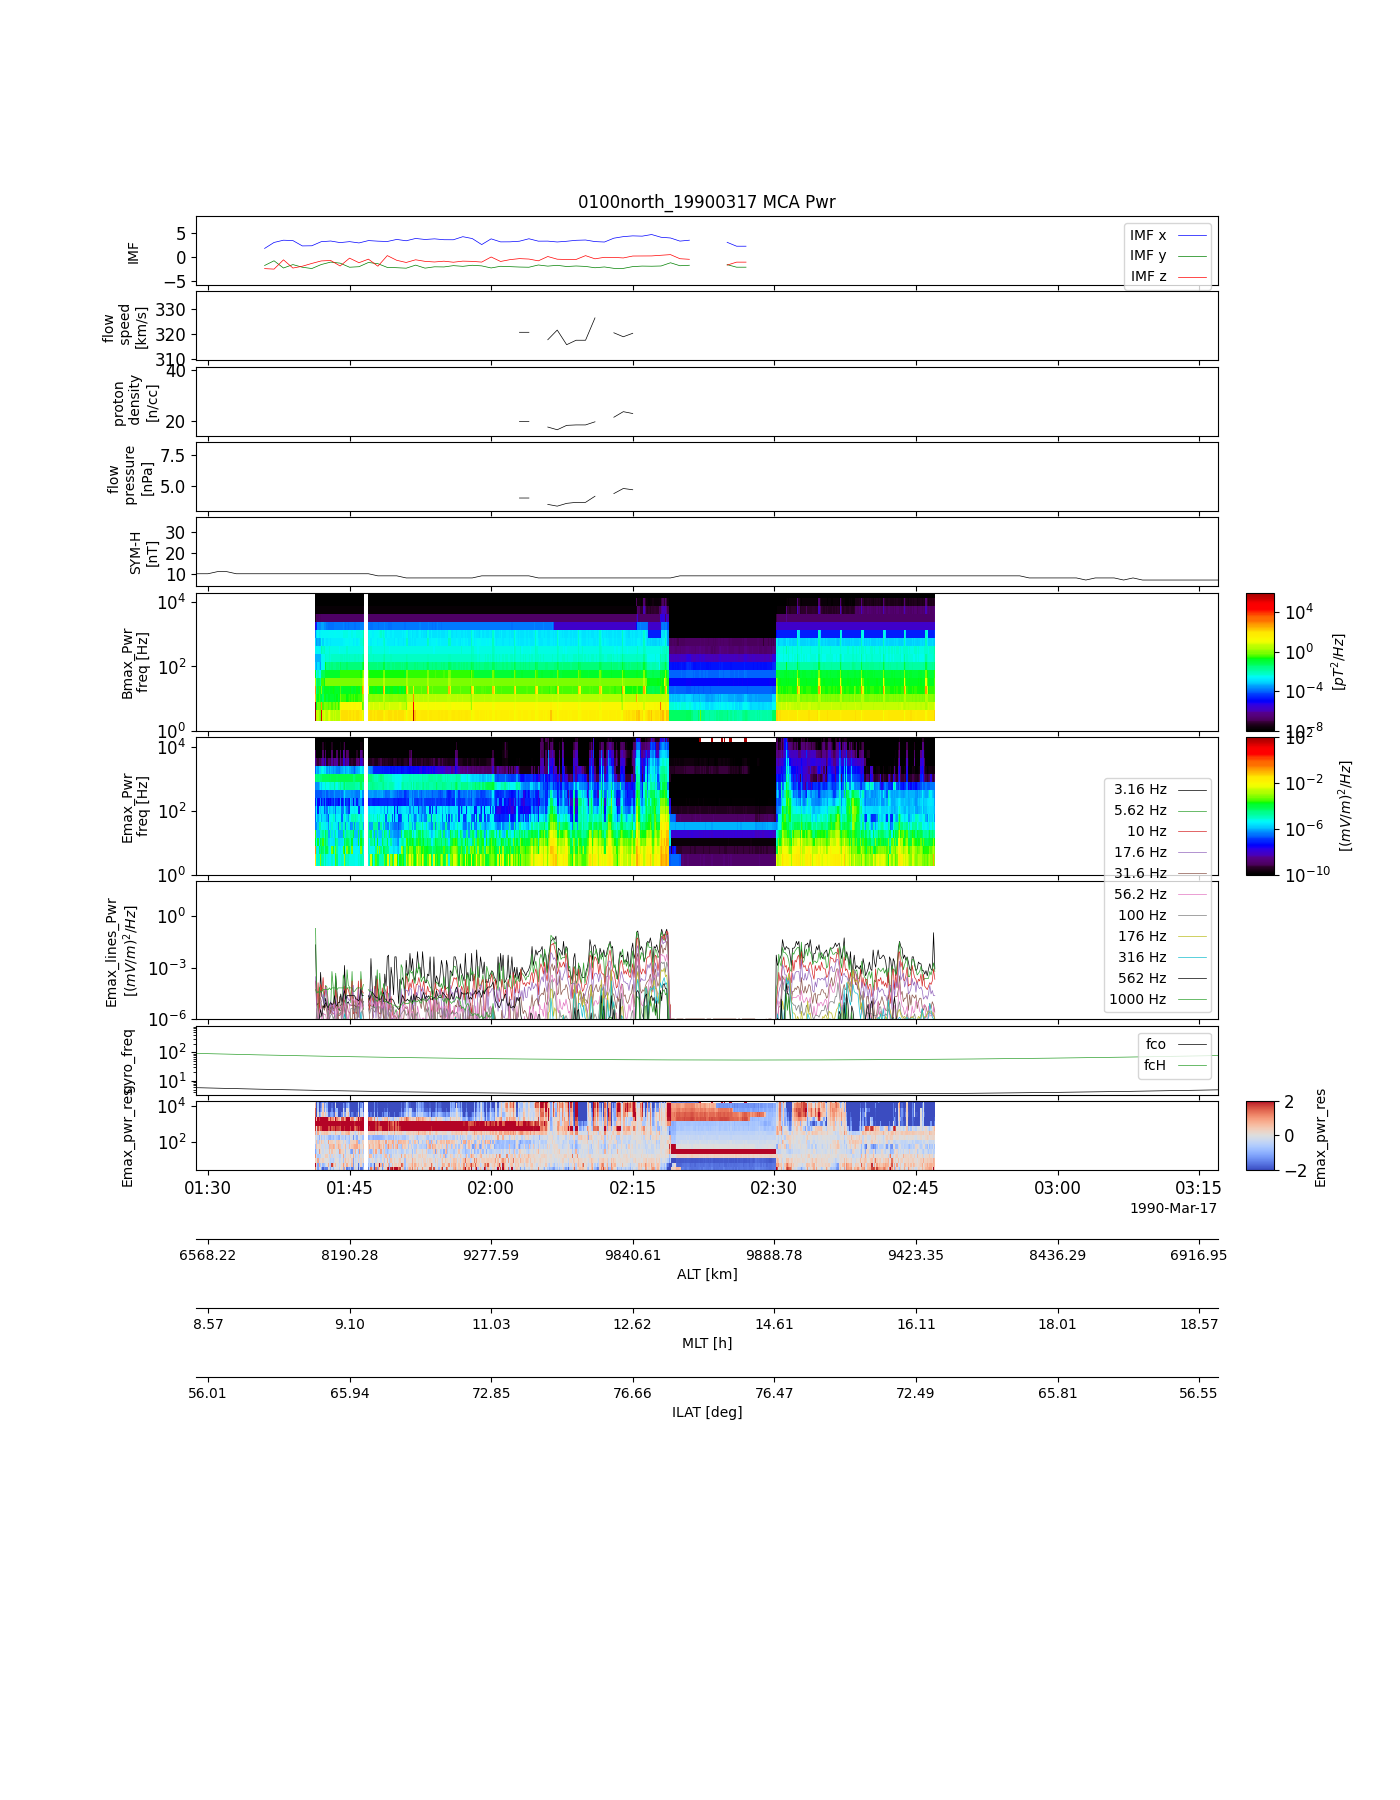 0100north_19900317 MCA Pwr
IMF
5
0
−5
IMF x
IMF y
IMF z
flow
speed
[km/s]
330
320
310
proton
density
[n/cc]
40
20
flow
pressure
[nPa]
7.5
5.0
SYM-H
[nT]
30
20
10
Bmax_Pwr
freq [Hz]
10^4
10^2
10^0
10^4
10^0
10^−4
10^−8
[pT^2/Hz]
Emax_Pwr
freq [Hz]
10^4
10^2
10^0
10^2
10^−2
10^−6
10^−10
[(mV/m)^2/Hz]
3.16 Hz
5.62 Hz
10 Hz
17.6 Hz
31.6 Hz
56.2 Hz
100 Hz
176 Hz
316 Hz
562 Hz
1000 Hz
Emax_lines_Pwr
[(mV/m)^2/Hz]
10^0
10^−3
10^−6
gyro_freq
10^2
10^1
fco
fcH
Emax_pwr_res
10^4
10^2
2
0
−2
Emax_pwr_res
01:30 01:45 02:00 02:15 02:30 02:45 03:00 03:15
1990-Mar-17
6568.22 8190.28 9277.59 9840.61 9888.78 9423.35 8436.29 6916.95
ALT [km]
8.57 9.10 11.03 12.62 14.61 16.11 18.01 18.57
MLT [h]
56.01 65.94 72.85 76.66 76.47 72.49 65.81 56.55
ILAT [deg]